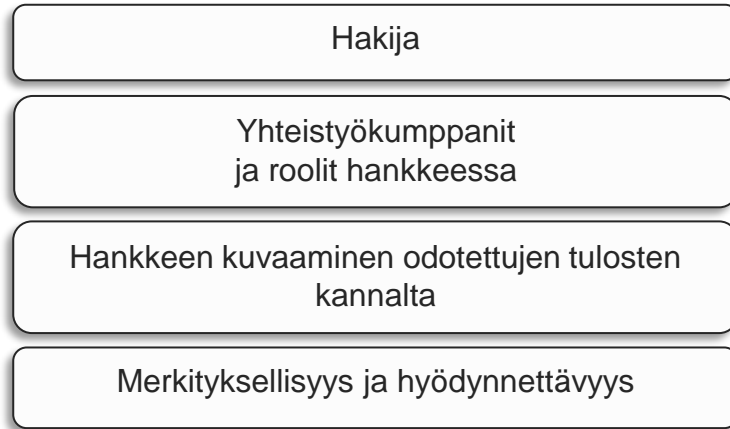 Hakija
Yhteistyökumppanit
ja roolit hankkeessa
Hankkeen kuvaaminen odotettujen tulosten
kannalta
Merkityksellisyys ja hyödynnettävyys